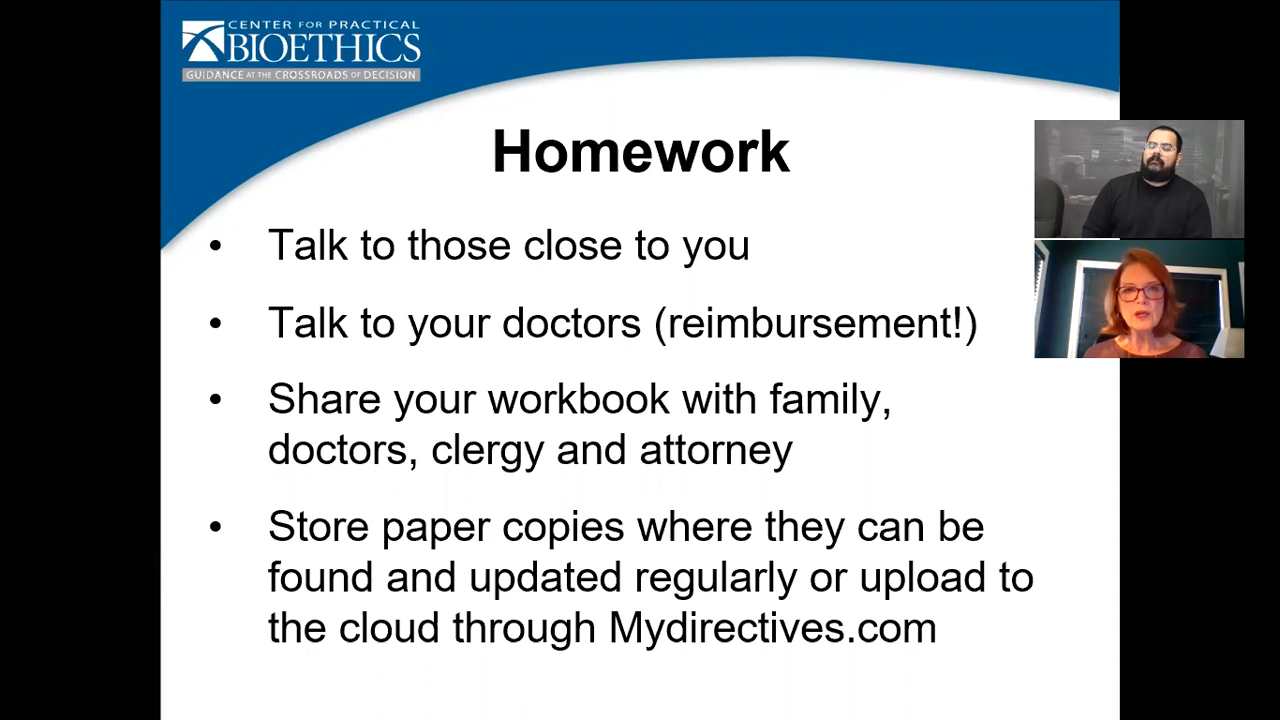 CENTER FOR PRACTICAL
BIOETHICS
GUIDANCE AT THE CROSSROADS OF DECISION
Homework
• Talk to those close to you
• Talk to your doctors (reimbursement!)
• Share your workbook with family,
doctors, clergy and attorney
• Store paper copies where they can be
found and updated regularly or upload to
the cloud through Mydirectives.com